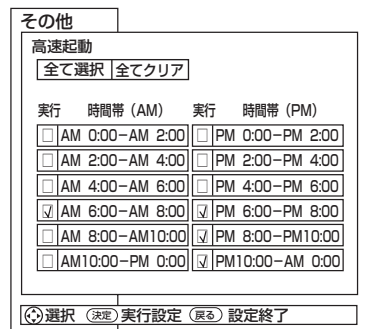 その他
高速起動
全て選択 全てクリア
実行 時間帯（AM） 実行 時間帯（PM）
AM 0:00−AM 2:00 PM 0:00−PM 2:00
AM 2:00−AM 4:00 PM 2:00−PM 4:00
AM 4:00−AM 6:00 PM 4:00−PM 6:00
AM 6:00−AM 8:00 PM 6:00−PM 8:00
AM 8:00−AM10:00 PM 8:00−PM10:00
AM10:00−PM 0:00 PM10:00−AM 0:00
選択 決定 実行設定 戻る 設定終了